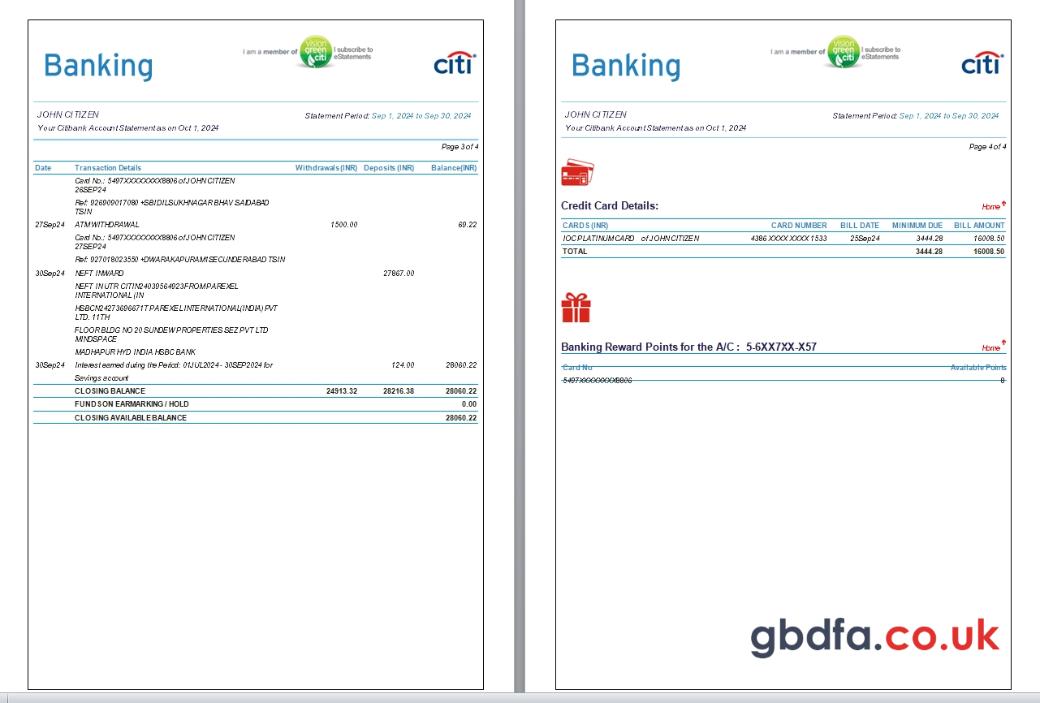 Banking
I am a member of
vision
green
citi
I subscribe to
eStatements
citi
JOHN CITIZEN
Statement Period: Sep 1, 2024 to Sep 30, 2024
Your Citibank Account Statement as on Oct 1, 2024
Page 3 of 4
Date Transaction Details Withdrawals (INR) Deposits (INR) Balance(INR)
Card No.: 5497XXXXXXXX8806 of JOHN CITIZEN
26SEP24
Ref: 926909017080 +SBI DILSUKHNAGAR BHAV SAIDABAD
TSIN
27Sep24 ATM WITHDRAWAL 1500.00 69.22
Card No.: 5497XXXXXXXX8806 of JOHN CITIZEN
27SEP24
Ref: 927018023550 +DWARAKAPURAM SECUNDERABAD TSIN
30Sep24 NEFT INWARD 27867.00
NEFT IN UTR CITIN24039564923 FROM PAREXEL
INTERNATIONAL (IN
HSBCN24273696671T PAREXEL INTERNATIONAL(INDIA) PVT
LTD. 11TH
FLOOR BLDG NO 20 SUNDEW PROPERTIES SEZ PVT LTD
MINDSPACE
MADHAPUR HYD INDIA HSBC BANK
30Sep24 Interest earned during the Period: 01JUL2024 - 30SEP2024 for 124.00 28060.22
Savings account
CLOSING BALANCE 24913.32 28216.38 28060.22
FUNDS ON EARMARKING / HOLD 0.00
CLOSING AVAILABLE BALANCE 28060.22
Banking
I am a member of
vision
green
citi
I subscribe to
eStatements
citi
JOHN CITIZEN
Statement Period: Sep 1, 2024 to Sep 30, 2024
Your Citibank Account Statement as on Oct 1, 2024
Page 4 of 4
Credit Card Details: Home
CARDS (INR) CARD NUMBER BILL DATE MINIMUM DUE BILL AMOUNT
IOC PLATINUM CARD of JOHN CITIZEN 4386 XXXX XXXX 1533 25Sep24 3444.28 16008.50
TOTAL 3444.28 16008.50
Banking Reward Points for the A/C : 5-6XX7XX-X57 Home
Card No Available Points
5497XXXXXXXX8806 0
gbdfa.co.uk